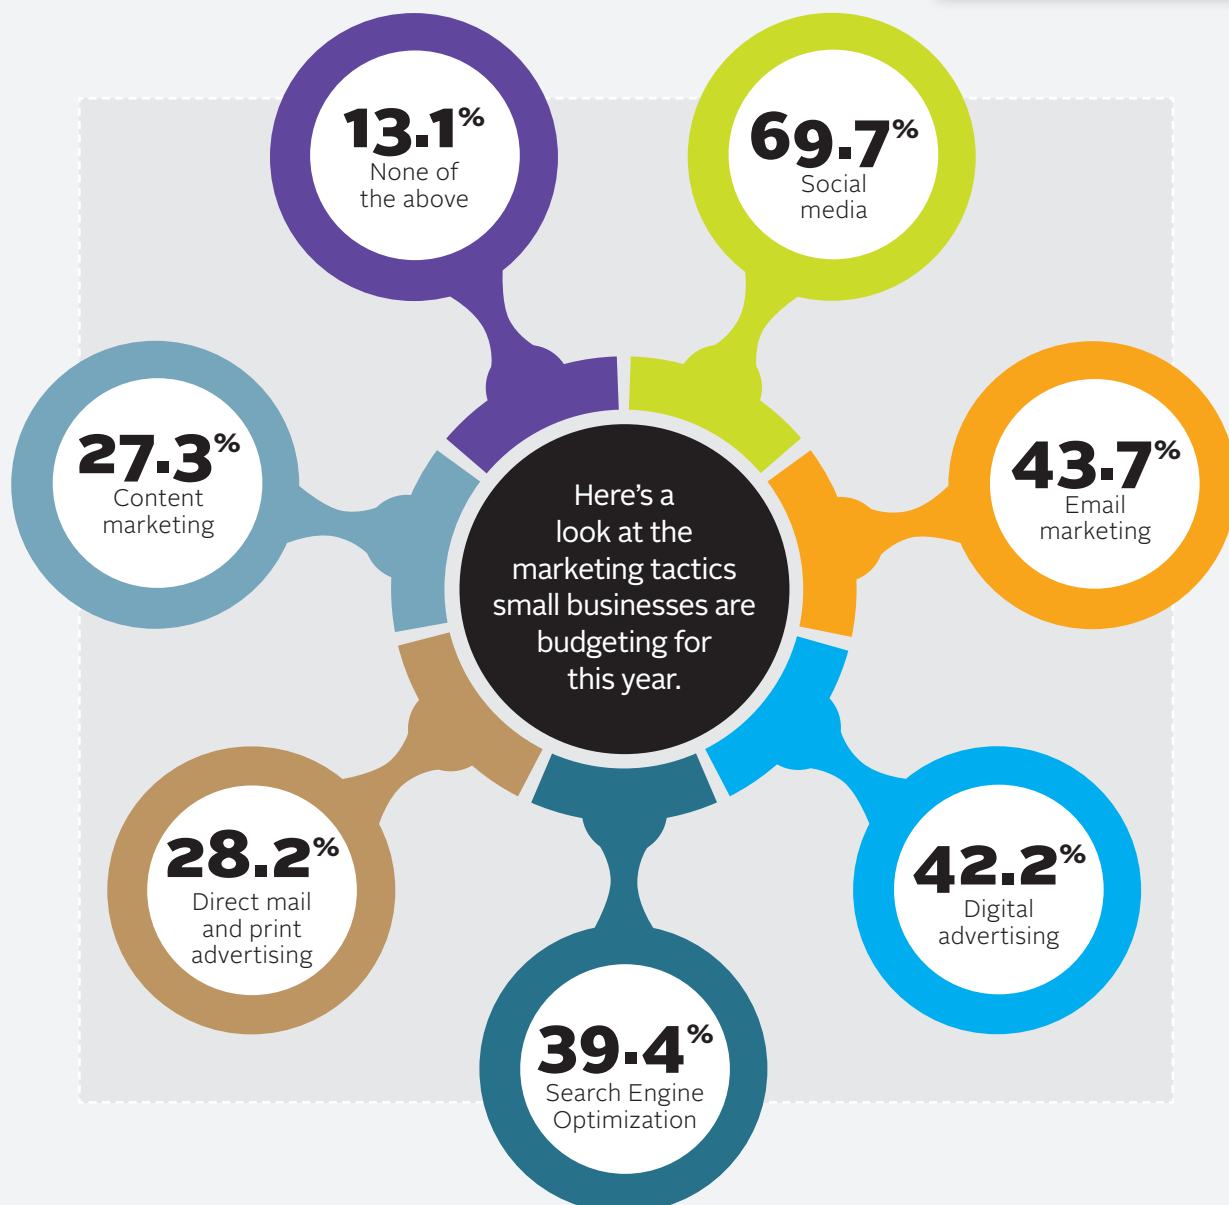 Here’s a
look at the
marketing tactics
small businesses are
budgeting for
this year.
69.7%
Social
media
43.7%
Email
marketing
42.2%
Digital
advertising
39.4%
Search Engine
Optimization
28.2%
Direct mail
and print
advertising
27.3%
Content
marketing
13.1%
None of
the above